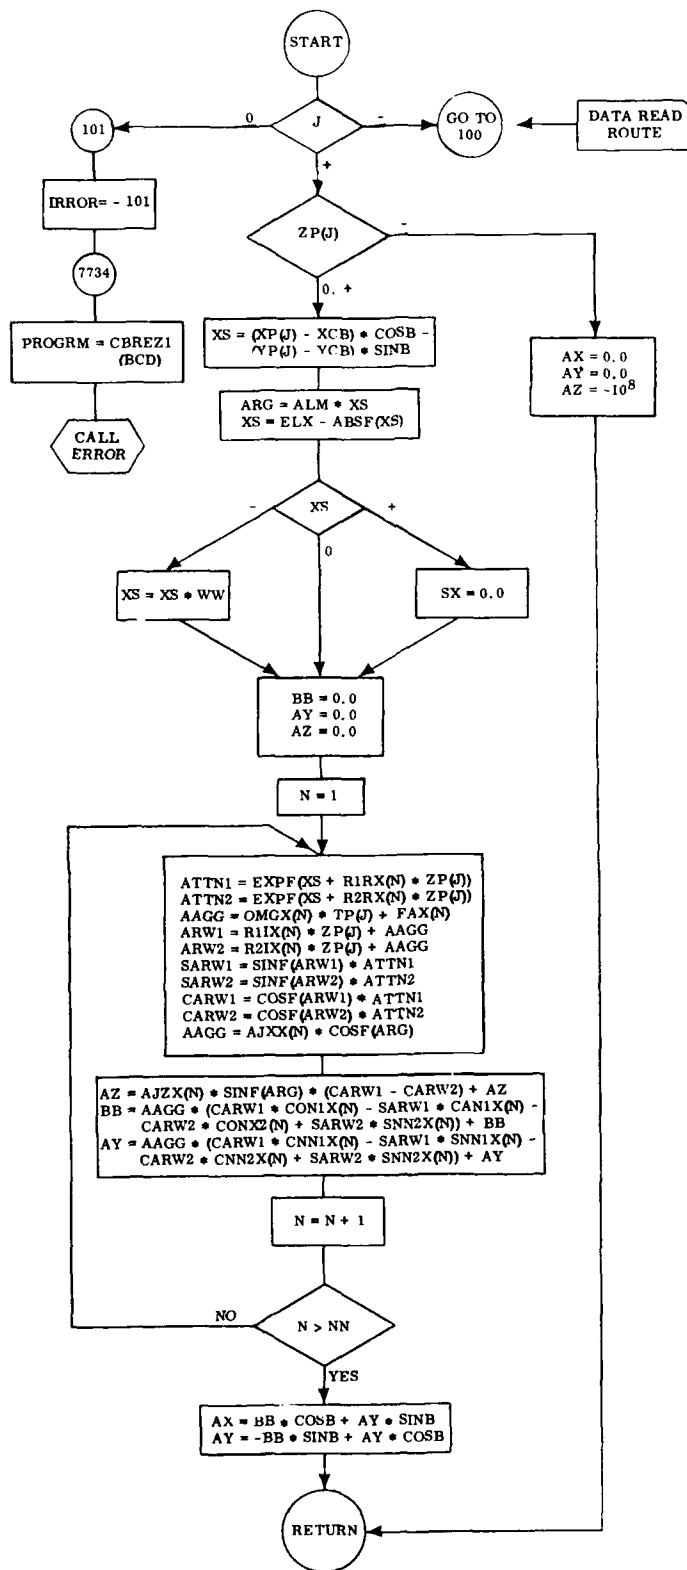 START
J
0
-
+
101
GO TO
100
DATA READ
ROUTE
IRROR= - 101
7734
PROGRM = CBREZ1
(BCD)
CALL
ERROR
ZP(J)
-
0. +
XS = (XP(J) - XCB) * COSB -
(YP(J) - YCB) * SINB
AX = 0.0
AY = 0.0
AZ = -10^8
ARG = ALM * XS
XS = ELX - ABSF(XS)
XS
-
+
0
XS = XS * WW
SX = 0.0
BB = 0.0
AY = 0.0
AZ = 0.0
N = 1
ATTN1 = EXPF(XS + R1RX(N) * ZP(J))
ATTN2 = EXPF(XS + R2RX(N) * ZP(J))
AAGG = OMGX(N) * TP(J) + FAX(N)
ARW1 = R1IX(N) * ZP(J) + AAGG
ARW2 = R2IX(N) * ZP(J) + AAGG
SARW1 = SINF(ARW1) * ATTN1
SARW2 = SINF(ARW2) * ATTN2
CARW1 = COSF(ARW1) * ATTN1
CARW2 = COSF(ARW2) * ATTN2
AAGG = AJXX(N) * COSF(ARG)
AZ = AJZX(N) * SINF(ARG) * (CARW1 - CARW2) + AZ
BB = AAGG * (CARW1 * CON1X(N) - SARW1 * CAN1X(N) -
CARW2 * CONX2(N) + SARW2 * SNN2X(N)) + BB
AY = AAGG * (CARW1 * CNN1X(N) - SARW1 * SNN1X(N) -
CARW2 * CNN2X(N) + SARW2 * SNN2X(N)) + AY
N = N + 1
NO
N > NN
YES
AX = BB * COSB + AY * SINB
AY = -BB * SINB + AY * COSB
RETURN